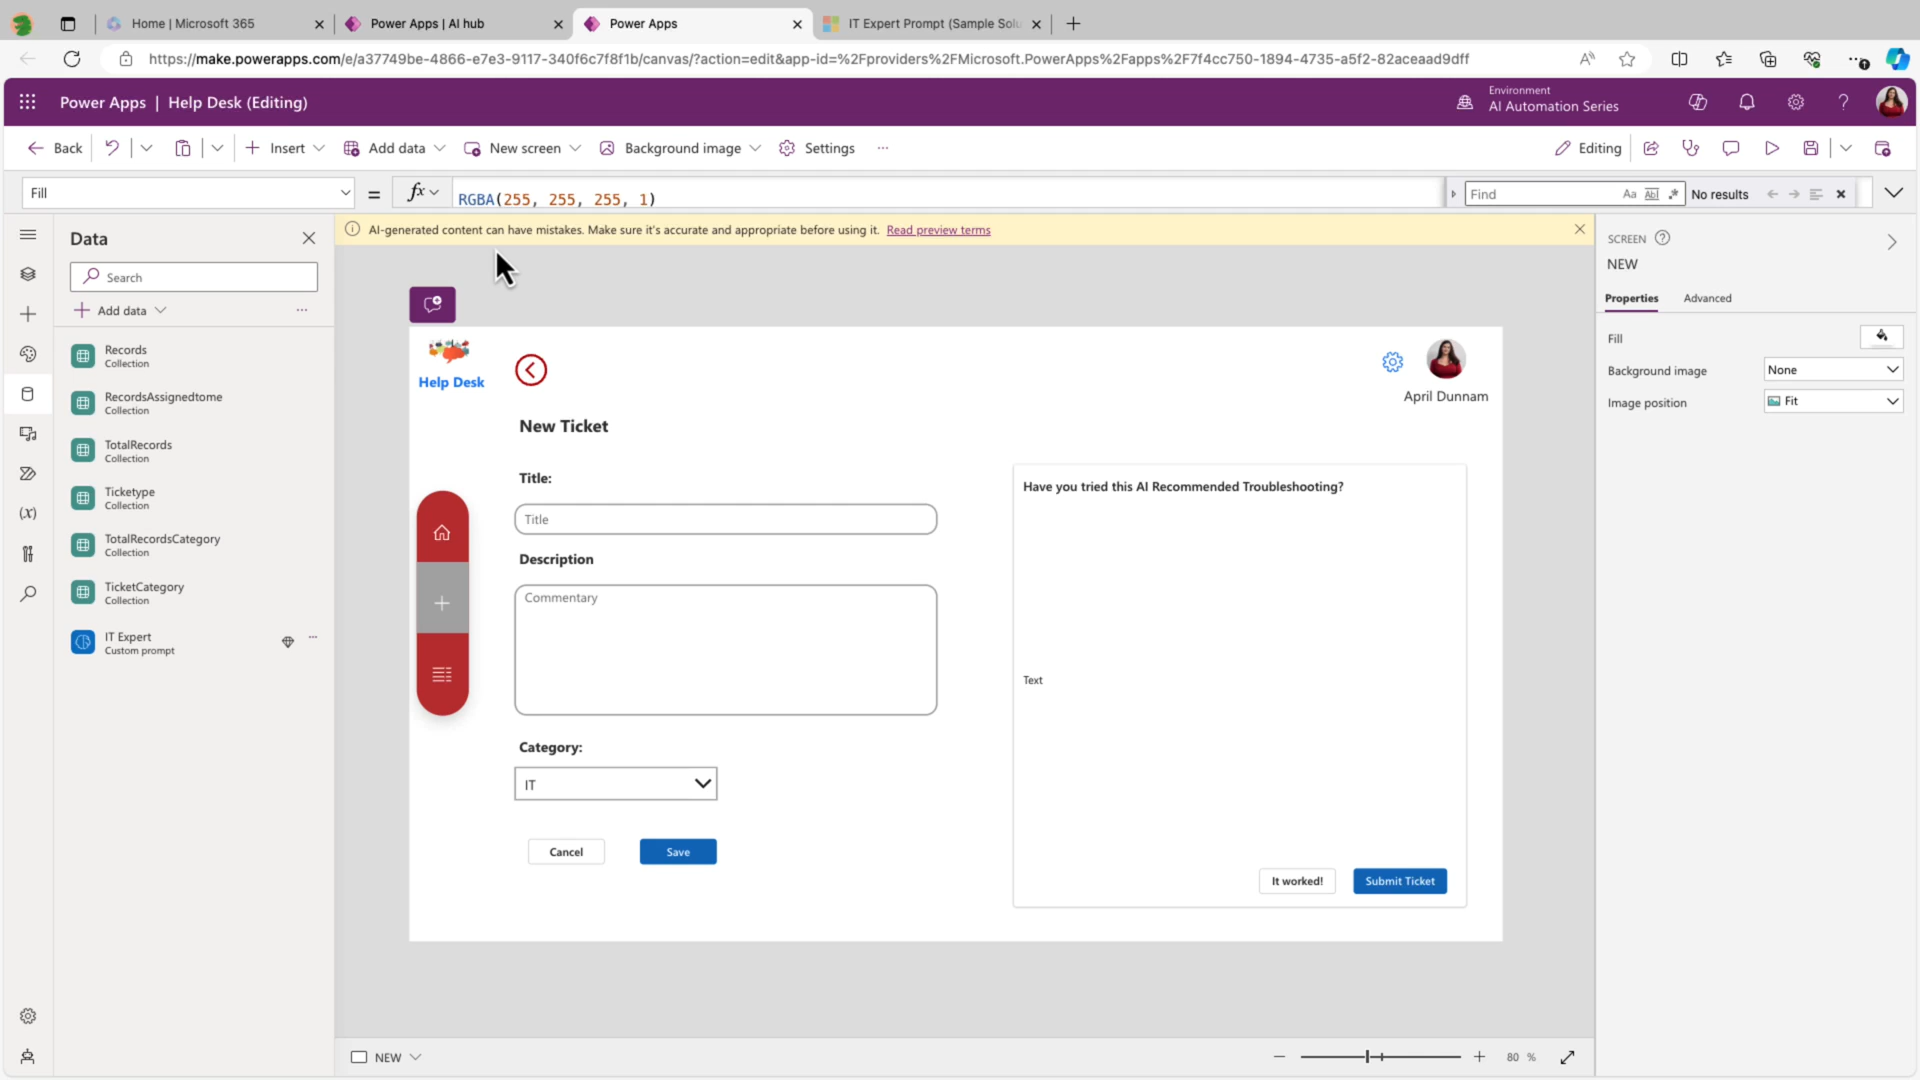 Home | Microsoft 365
Power Apps | AI hub
Power Apps
IT Expert Prompt (Sample Solu
https://make.powerapps.com/e/a37749be-4866-e7e3-9117-340f6c7f8f1b/canvas/?action=edit&app-id=%2Fproviders%2FMicrosoft.PowerApps%2Fapps%2F7f4cc750-1894-4735-a5f2-82aceaad9dff
Power Apps | Help Desk (Editing)
Environment
AI Automation Series
Back
Insert
Add data
New screen
Background image
Settings
Editing
Fill
=
fx
RGBA(255, 255, 255, 1)
Find
Aa
Abl
No results
Data
Search
Add data
Records
Collection
RecordsAssignedtome
Collection
TotalRecords
Collection
Ticketype
Collection
TotalRecordsCategory
Collection
TicketCategory
Collection
IT Expert
Custom prompt
AI-generated content can have mistakes. Make sure it's accurate and appropriate before using it. Read preview terms
Help Desk
April Dunnam
New Ticket
Title:
Title
Description
Commentary
Category:
IT
Cancel
Save
Have you tried this AI Recommended Troubleshooting?
Text
It worked!
Submit Ticket
SCREEN
NEW
Properties
Advanced
Fill
Background image
None
Image position
Fit
NEW
80 %